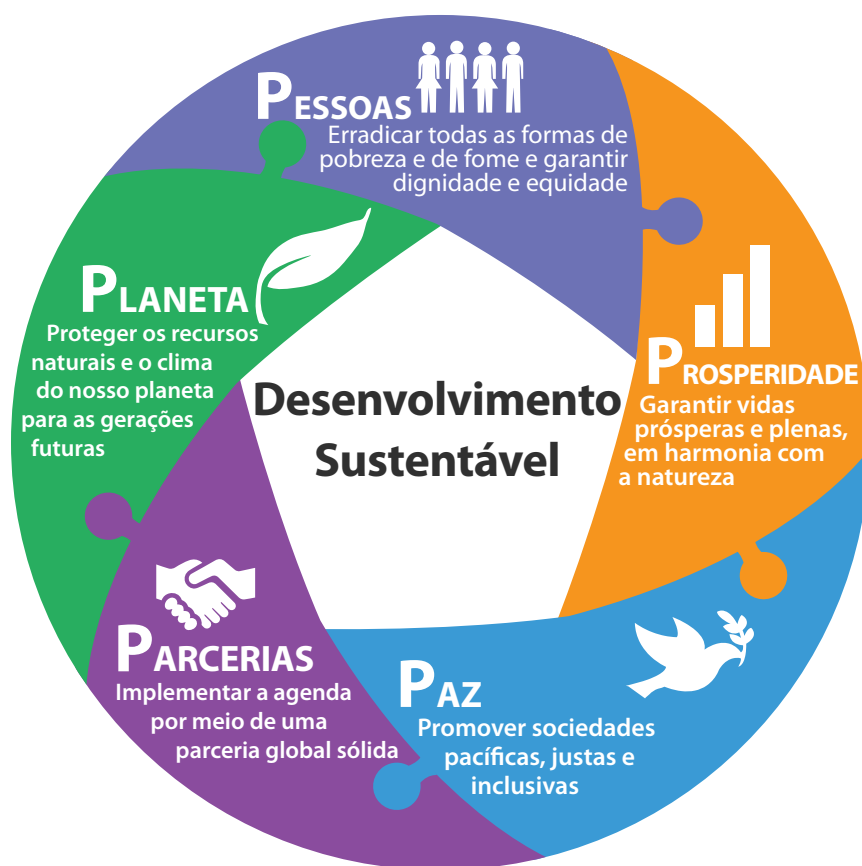 PESSOAS
Erradicar todas as formas de
pobreza e de fome e garantir
dignidade e equidade
PROSPERIDADE
Garantir vidas
prósperas e plenas,
em harmonia com
a natureza
PAZ
Promover sociedades
pacíficas, justas e
inclusivas
PARCERIAS
Implementar a agenda
por meio de uma
parceria global sólida
PLANETA
Proteger os recursos
naturais e o clima
do nosso planeta
para as gerações
futuras
Desenvolvimento
Sustentável